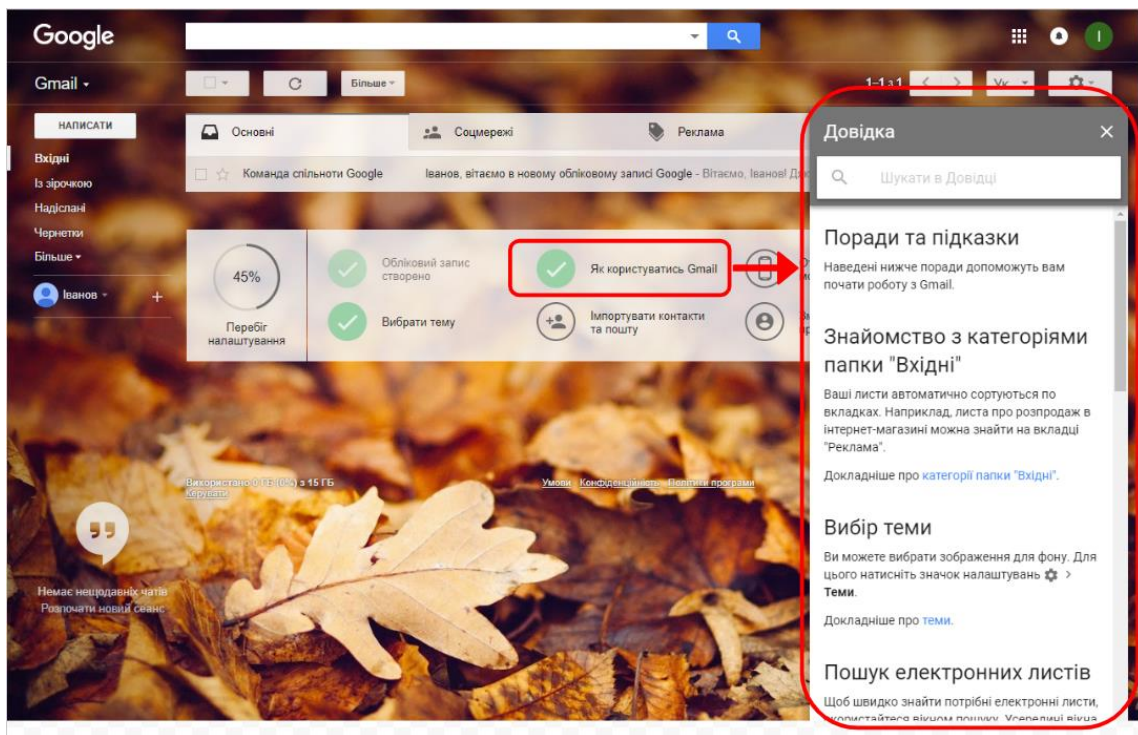 Google
Gmail
Більше
1–1 з 1
Ук
НАПИСАТИ
Вхідні
Із зірочкою
Надіслані
Чернетки
Більше
Іванов
+
Основні
Соцмережі
Реклама
Команда спільноти Google Іванов, вітаємо в новому обліковому записі Google - Вітаємо, Іванов!
45%
Перебіг
налаштування
Обліковий запис
створено
Як користуватись Gmail
Вибрати тему
Імпортувати контакти
та пошту
Використано 0 ГБ (0%) з 15 ГБ
Керувати
Умови - Конфіденційність - Політики програми
Немає нещодавніх чатів
Розпочати новий сеанс
Довідка
Шукати в Довідці
Поради та підказки
Наведені нижче поради допоможуть вам
почати роботу з Gmail.
Знайомство з категоріями
папки "Вхідні"
Ваші листи автоматично сортуються по
вкладках. Наприклад, листа про розпродаж в
інтернет-магазині можна знайти на вкладці
"Реклама".
Докладніше про категорії папки "Вхідні".
Вибір теми
Ви можете вибрати зображення для фону. Для
цього натисніть значок налаштувань >
Теми.
Докладніше про теми.
Пошук електронних листів
Щоб швидко знайти потрібні електронні листи,
скористайтеся вікном пошуку. Усередині вікна